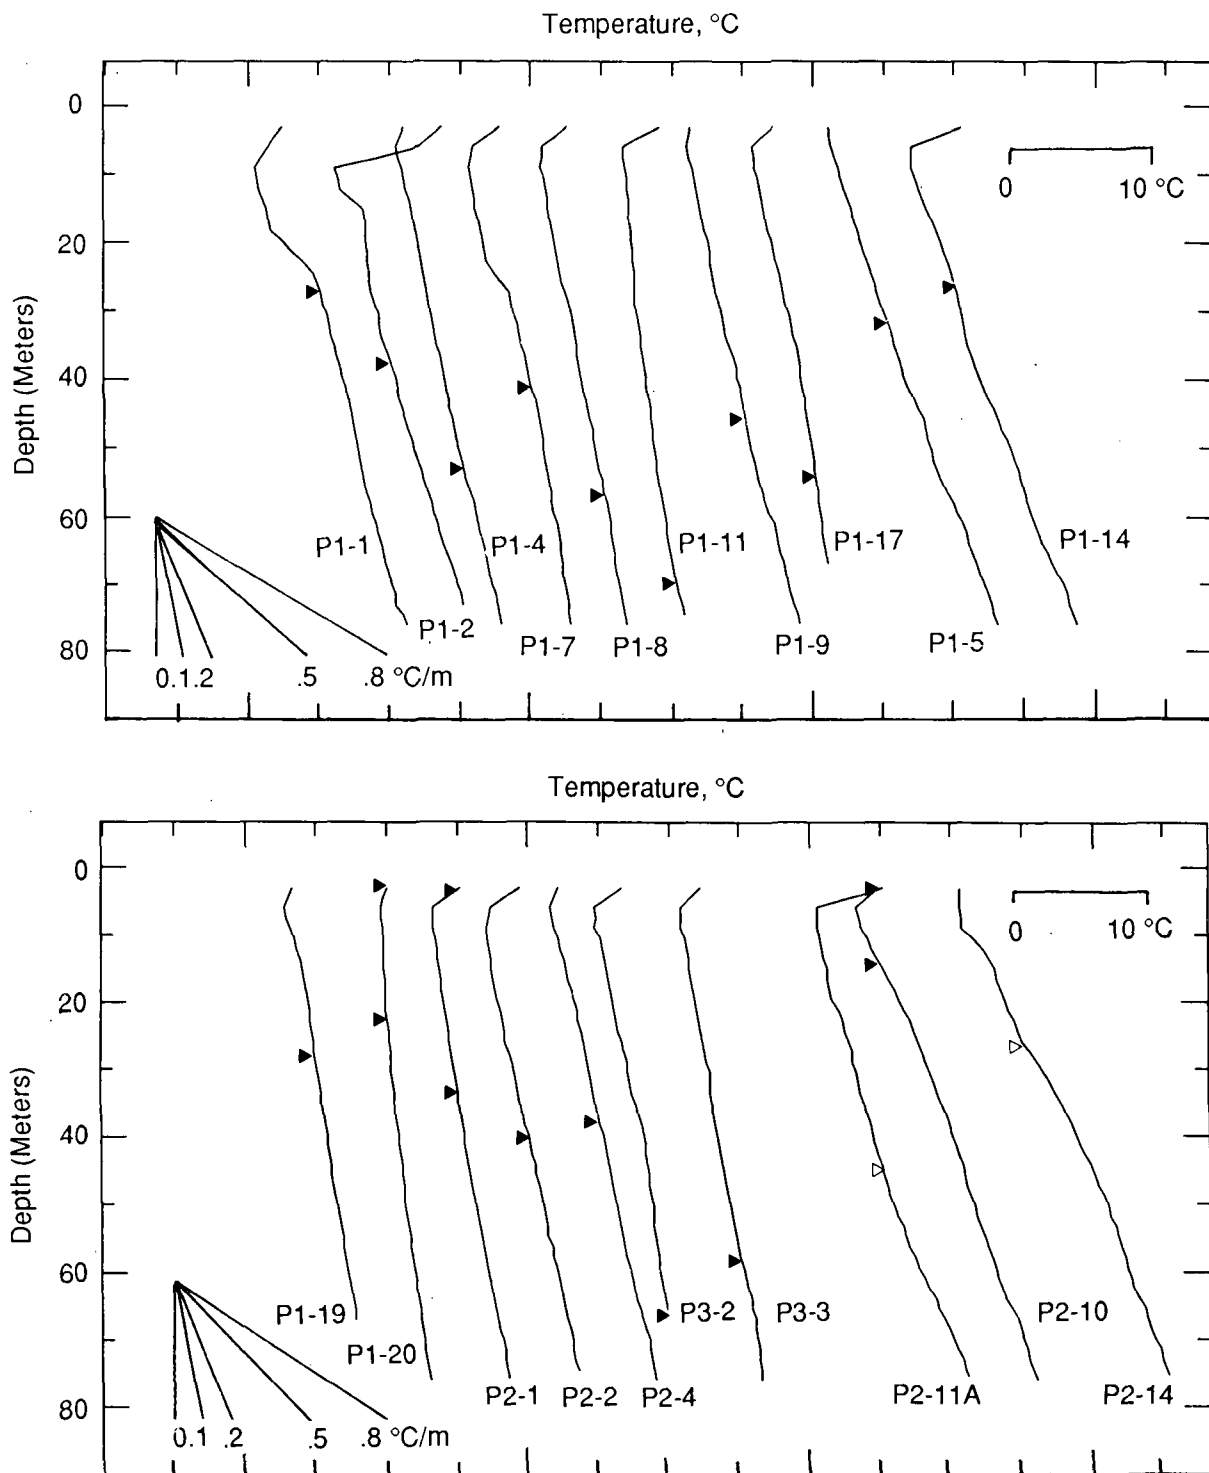 Temperature, °C
0
0 10 °C
20
Depth (Meters)
40
60
P1-1 P1-4 P1-11 P1-17 P1-14
P1-2 P1-7 P1-8 P1-9 P1-5
80
0.1.2 .5 .8 °C/m
Temperature, °C
0
0 10 °C
20
Depth (Meters)
40
60
P1-19 P3-2 P3-3 P2-10
P1-20
P2-1 P2-2 P2-4 P2-11A P2-14
80
0.1 .2 .5 .8 °C/m